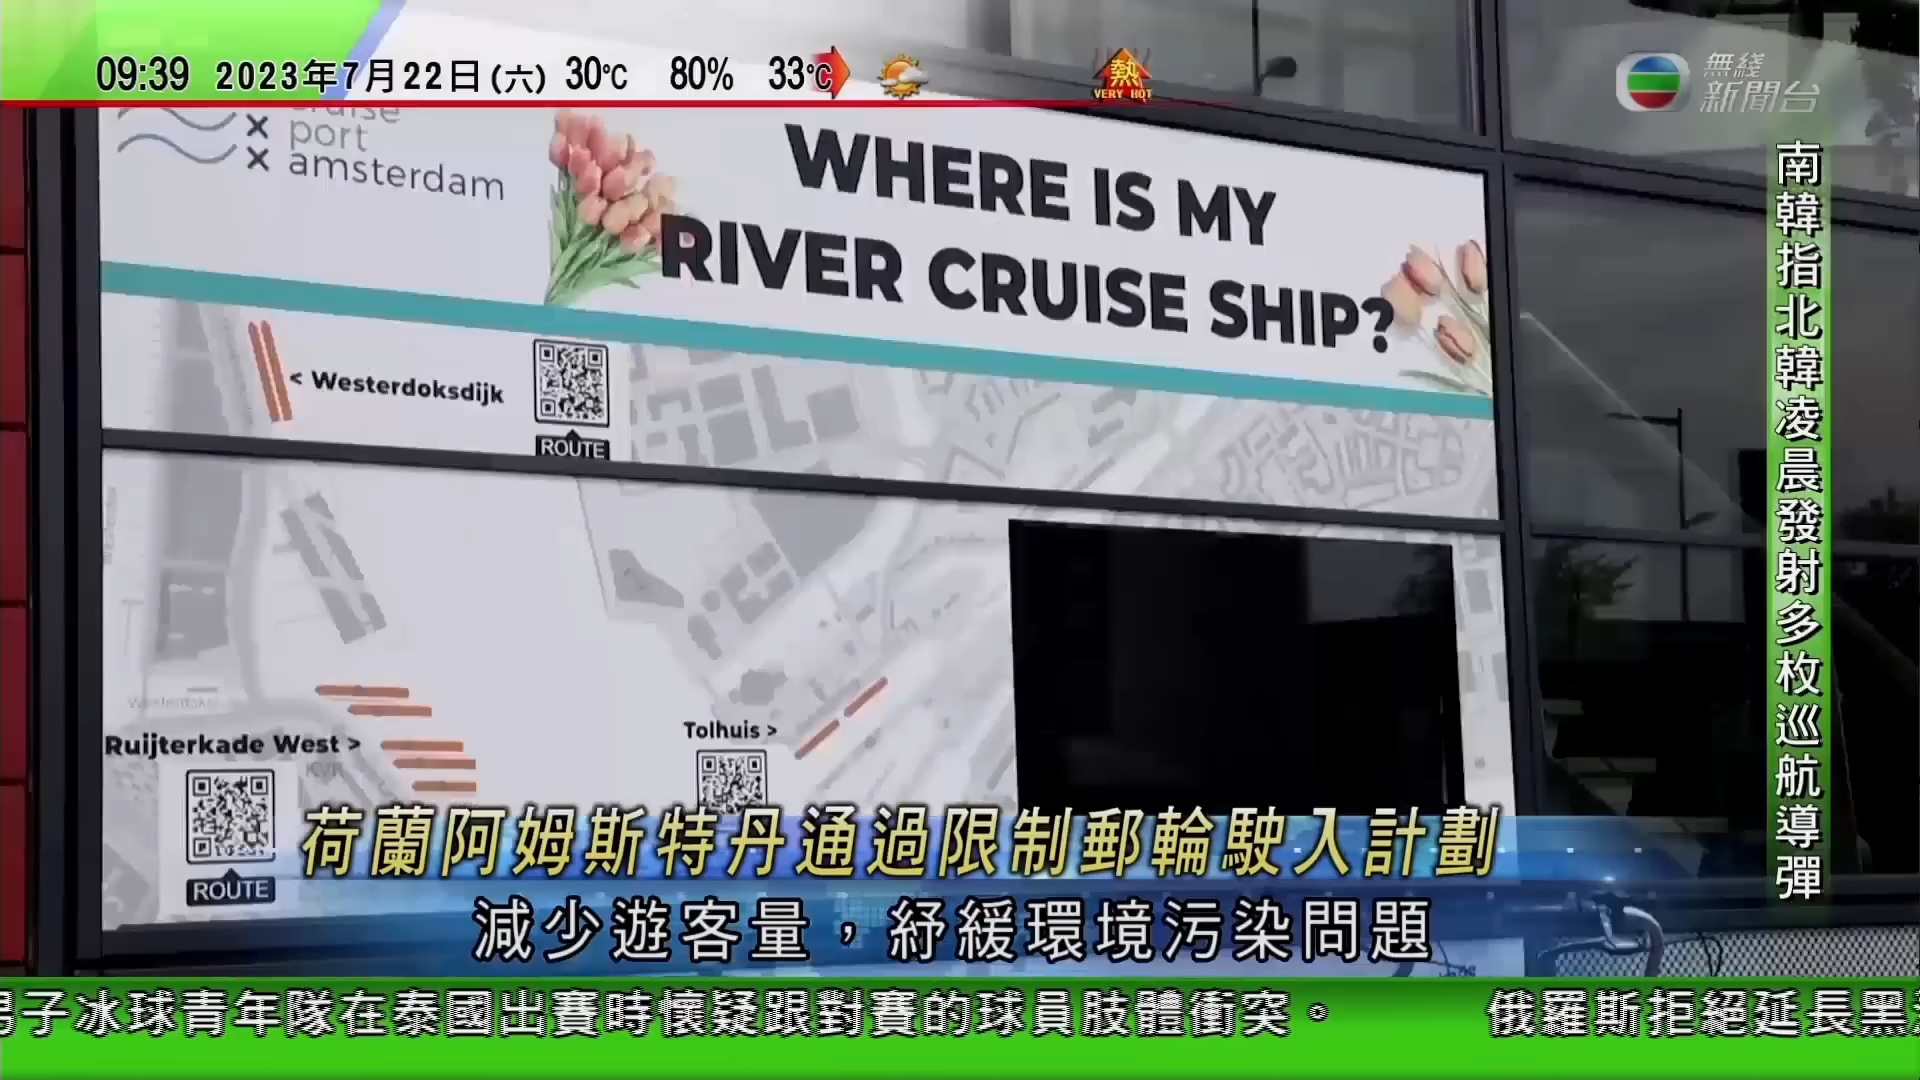 09:39 2023年7月22日(六) 30℃ 80% 33℃
熱
VERY HOT
無綫
新聞台
南韓指北韓凌晨發射多枚巡航導彈
cruise
port
amsterdam
WHERE IS MY
RIVER CRUISE SHIP?
< Westerdoksdijk
ROUTE
Ruijterkade West >
Tolhuis >
ROUTE
荷蘭阿姆斯特丹通過限制郵輪駛入計劃
減少遊客量，紓緩環境污染問題
男子冰球青年隊在泰國出賽時懷疑跟對賽的球員肢體衝突。 俄羅斯拒絕延長黑